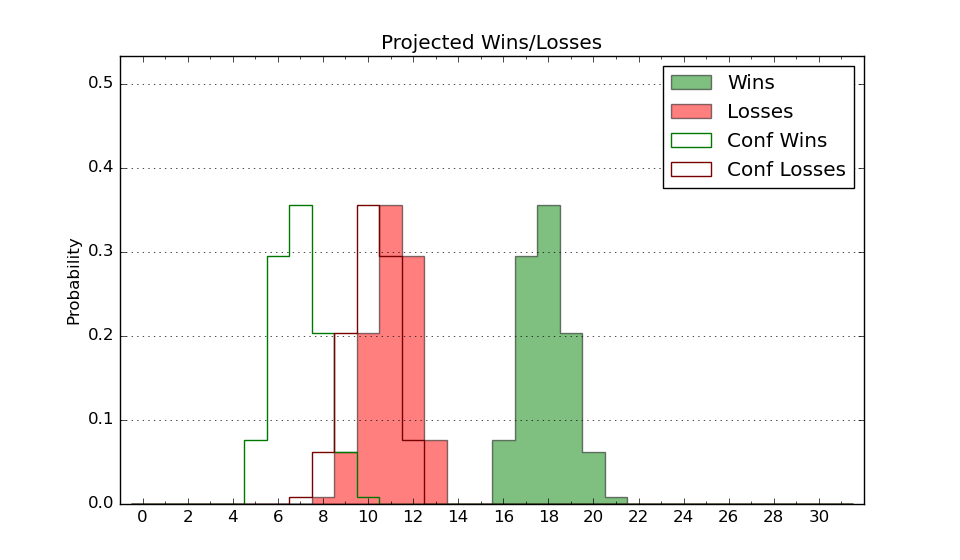 Projected Wins/Losses
Probability
0.5
0.4
0.3
0.2
0.1
0.0
0 2 4 6 8 10 12 14 16 18 20 22 24 26 28 30
Wins
Losses
Conf Wins
Conf Losses